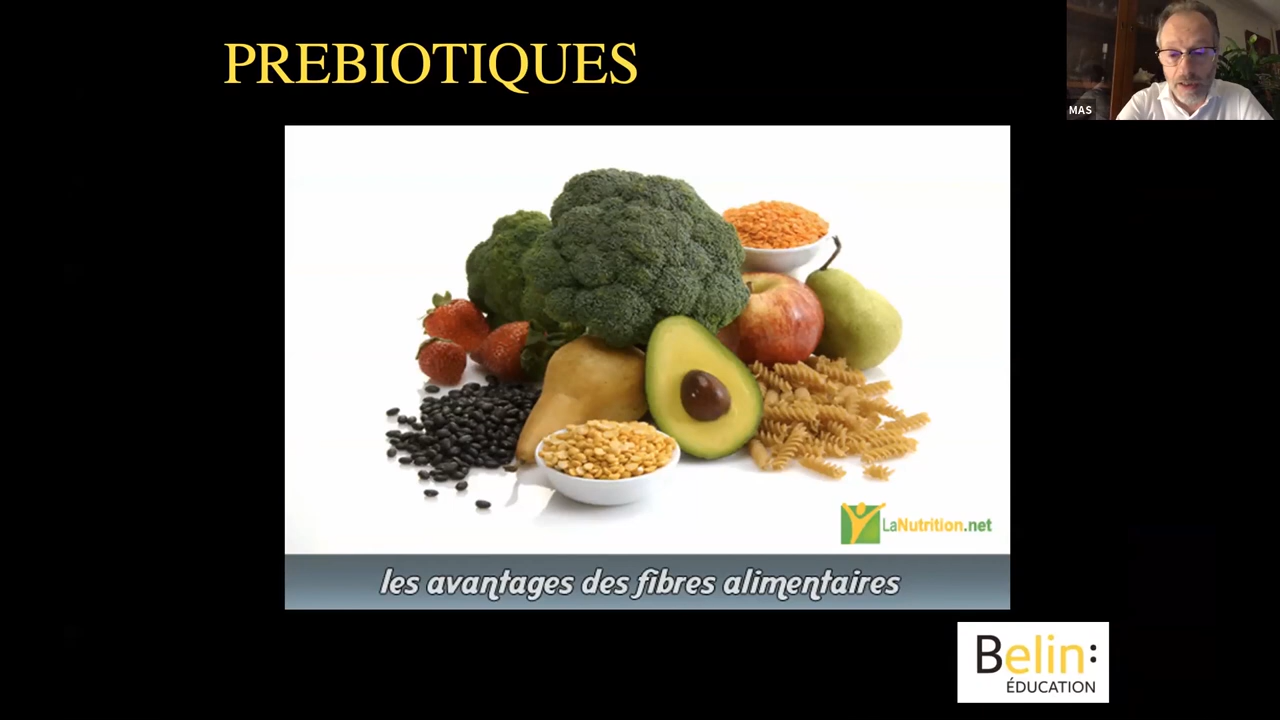 PREBIOTIQUES
MAS
LaNutrition.net
les avantages des fibres alimentaires
Belin:
ÉDUCATION